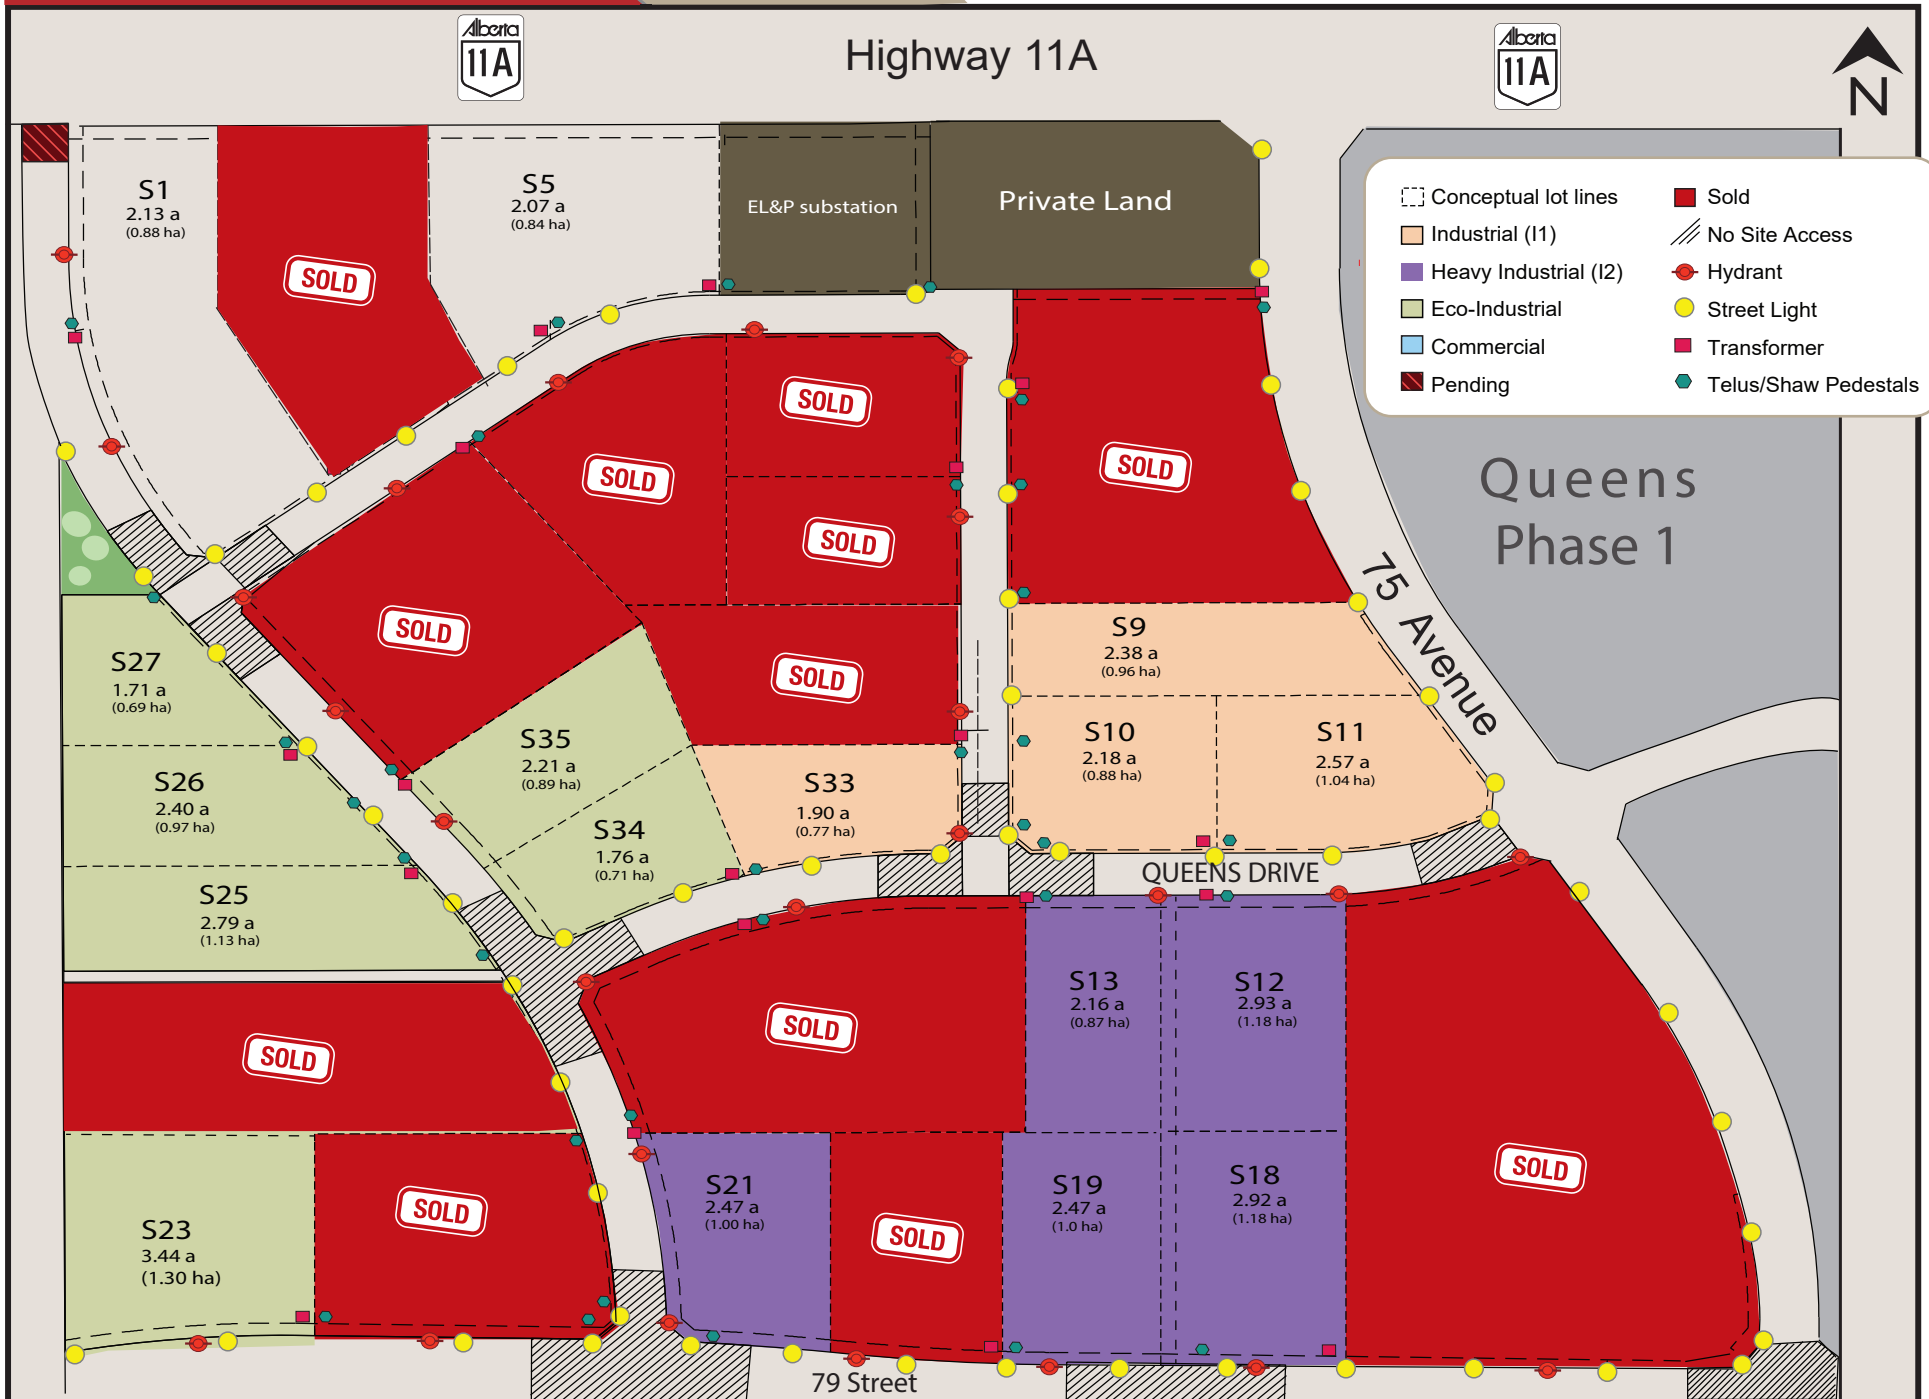 Alberta
11A
Highway 11A
Alberta
11A
N
S1
2.13 a
(0.88 ha)
SOLD
S5
2.07 a
(0.84 ha)
EL&P substation
Private Land
Conceptual lot lines
Industrial (I1)
Heavy Industrial (I2)
Eco-Industrial
Commercial
Pending
Sold
No Site Access
Hydrant
Street Light
Transformer
Telus/Shaw Pedestals
SOLD
SOLD
SOLD
SOLD
Queens
Phase 1
75 Avenue
SOLD
SOLD
S9
2.38 a
(0.96 ha)
S27
1.71 a
(0.69 ha)
S35
2.21 a
(0.89 ha)
S10
2.18 a
(0.88 ha)
S11
2.57 a
(1.04 ha)
S26
2.40 a
(0.97 ha)
S33
1.90 a
(0.77 ha)
S34
1.76 a
(0.71 ha)
QUEENS DRIVE
S25
2.79 a
(1.13 ha)
S13
2.16 a
(0.87 ha)
S12
2.93 a
(1.18 ha)
SOLD
SOLD
SOLD
S21
2.47 a
(1.00 ha)
S19
2.47 a
(1.0 ha)
S18
2.92 a
(1.18 ha)
SOLD
SOLD
S23
3.44 a
(1.30 ha)
79 Street